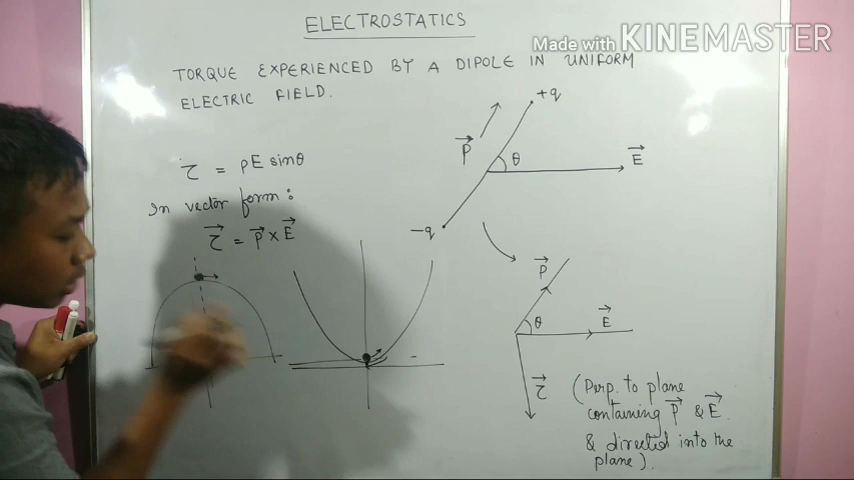 ELECTROSTATICS
Made with KINEMASTER
TORQUE EXPERIENCED BY A DIPOLE IN UNIFORM
ELECTRIC FIELD.
+q
P
θ
E
τ = pE sinθ
In vector form:
τ = P × E
-q
P
θ
E
τ
(Perp. to plane
containing P & E
& directed into the
plane).